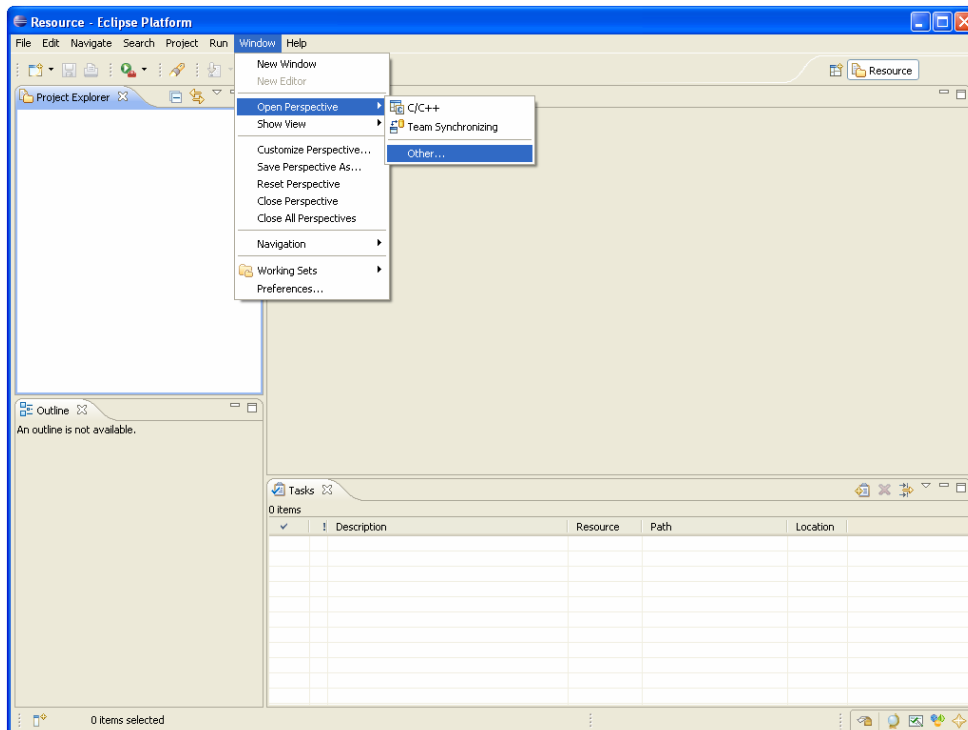 Resource - Eclipse Platform
File Edit Navigate Search Project Run Window Help
Resource
Project Explorer
New Window
New Editor
Open Perspective
Show View
Customize Perspective...
Save Perspective As...
Reset Perspective
Close Perspective
Close All Perspectives
Navigation
Working Sets
Preferences...
C/C++
Team Synchronizing
Other...
Outline
An outline is not available.
Tasks
0 items
! Description Resource Path Location
0 items selected